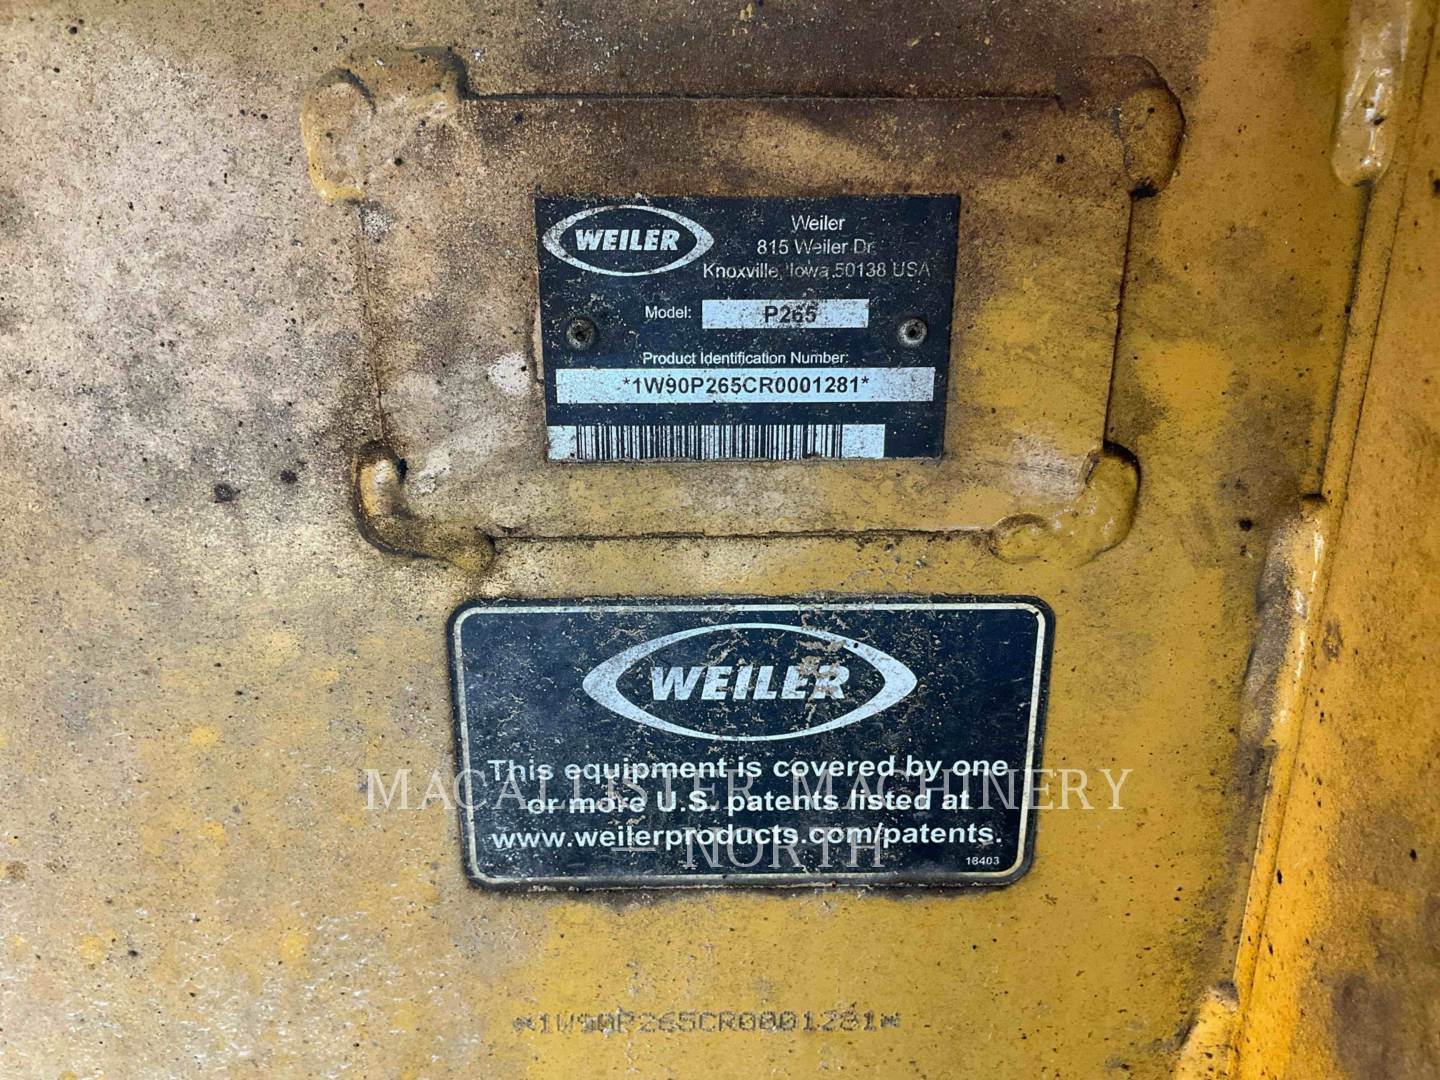 WEILER
Weiler
815 Weiler Dr.
Knoxville, Iowa 50138 USA
Model: P265
Product Identification Number:
*1W90P265CR0001281*
WEILER
This equipment is covered by one
or more U.S. patents listed at
www.weilerproducts.com/patents.
18403
MACALLISTER MACHINERY
— NORTH
*1W90P265CR0001281*